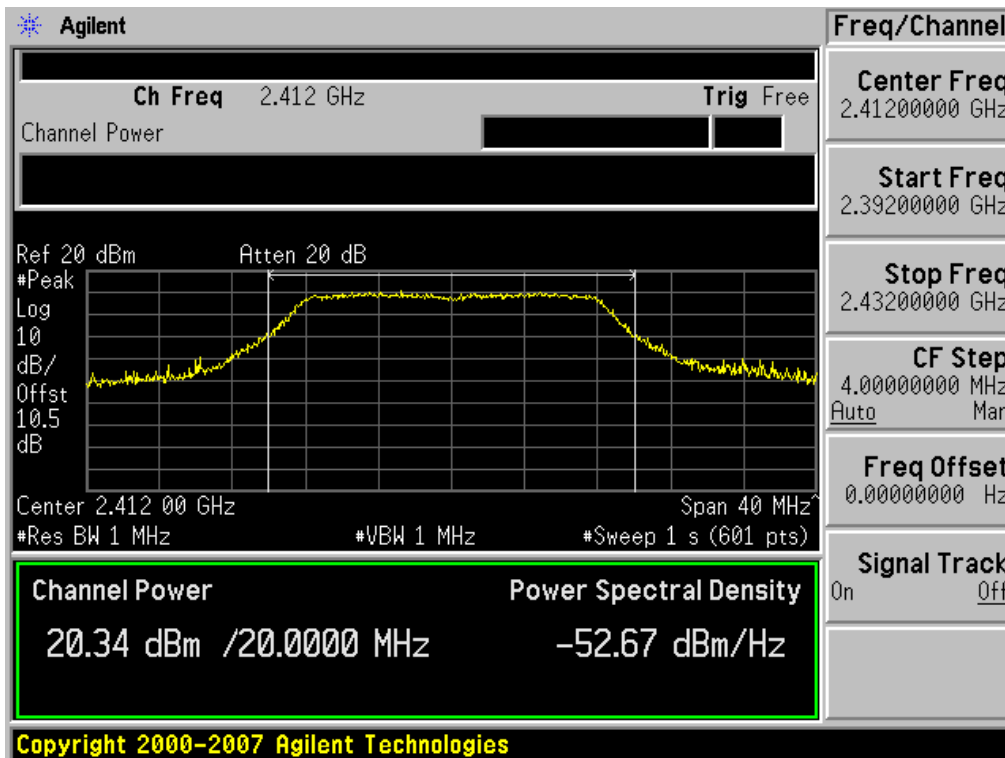 Agilent
Freq/Channel
Ch Freq 2.412 GHz Trig Free
Channel Power
Center Freq
2.41200000 GHz
Start Freq
2.39200000 GHz
Stop Freq
2.43200000 GHz
CF Step
4.00000000 MHz
Auto Man
Freq Offset
0.00000000 Hz
Signal Track
On Off
Ref 20 dBm Atten 20 dB
#Peak
Log
10
dB/
Offst
10.5
dB
Center 2.412 00 GHz Span 40 MHz^
#Res BW 1 MHz #VBW 1 MHz #Sweep 1 s (601 pts)
Channel Power Power Spectral Density
20.34 dBm /20.0000 MHz -52.67 dBm/Hz
Copyright 2000-2007 Agilent Technologies